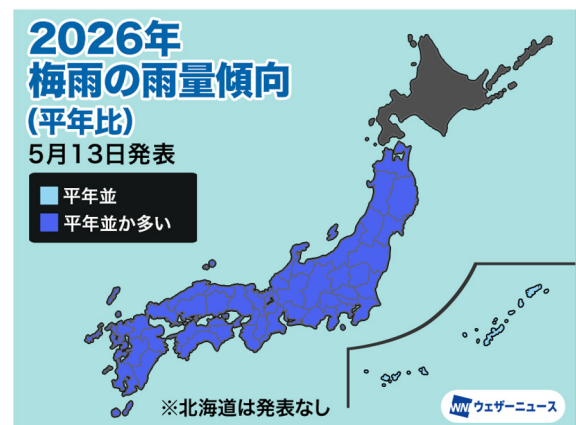 2026年
梅雨の雨量傾向
(平年比)
5月13日発表
平年並
平年並か多い
※北海道は発表なし
WN ウェザーニュース